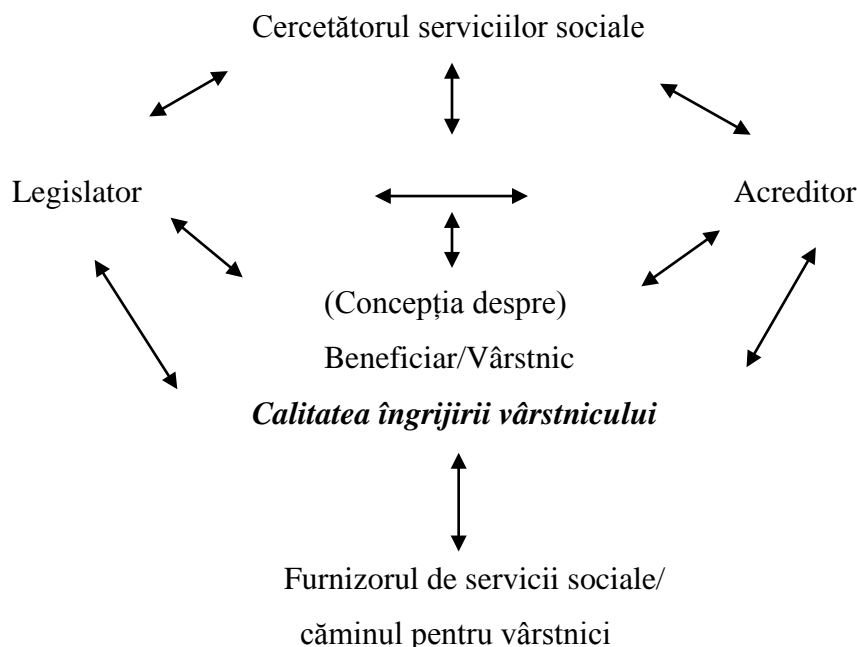 Cercetătorul serviciilor sociale
Legislator
Acreditor
(Concepția despre)
Beneficiar/Vârstnic
Calitatea îngrijirii vârstnicului
Furnizorul de servicii sociale/
căminul pentru vârstnici